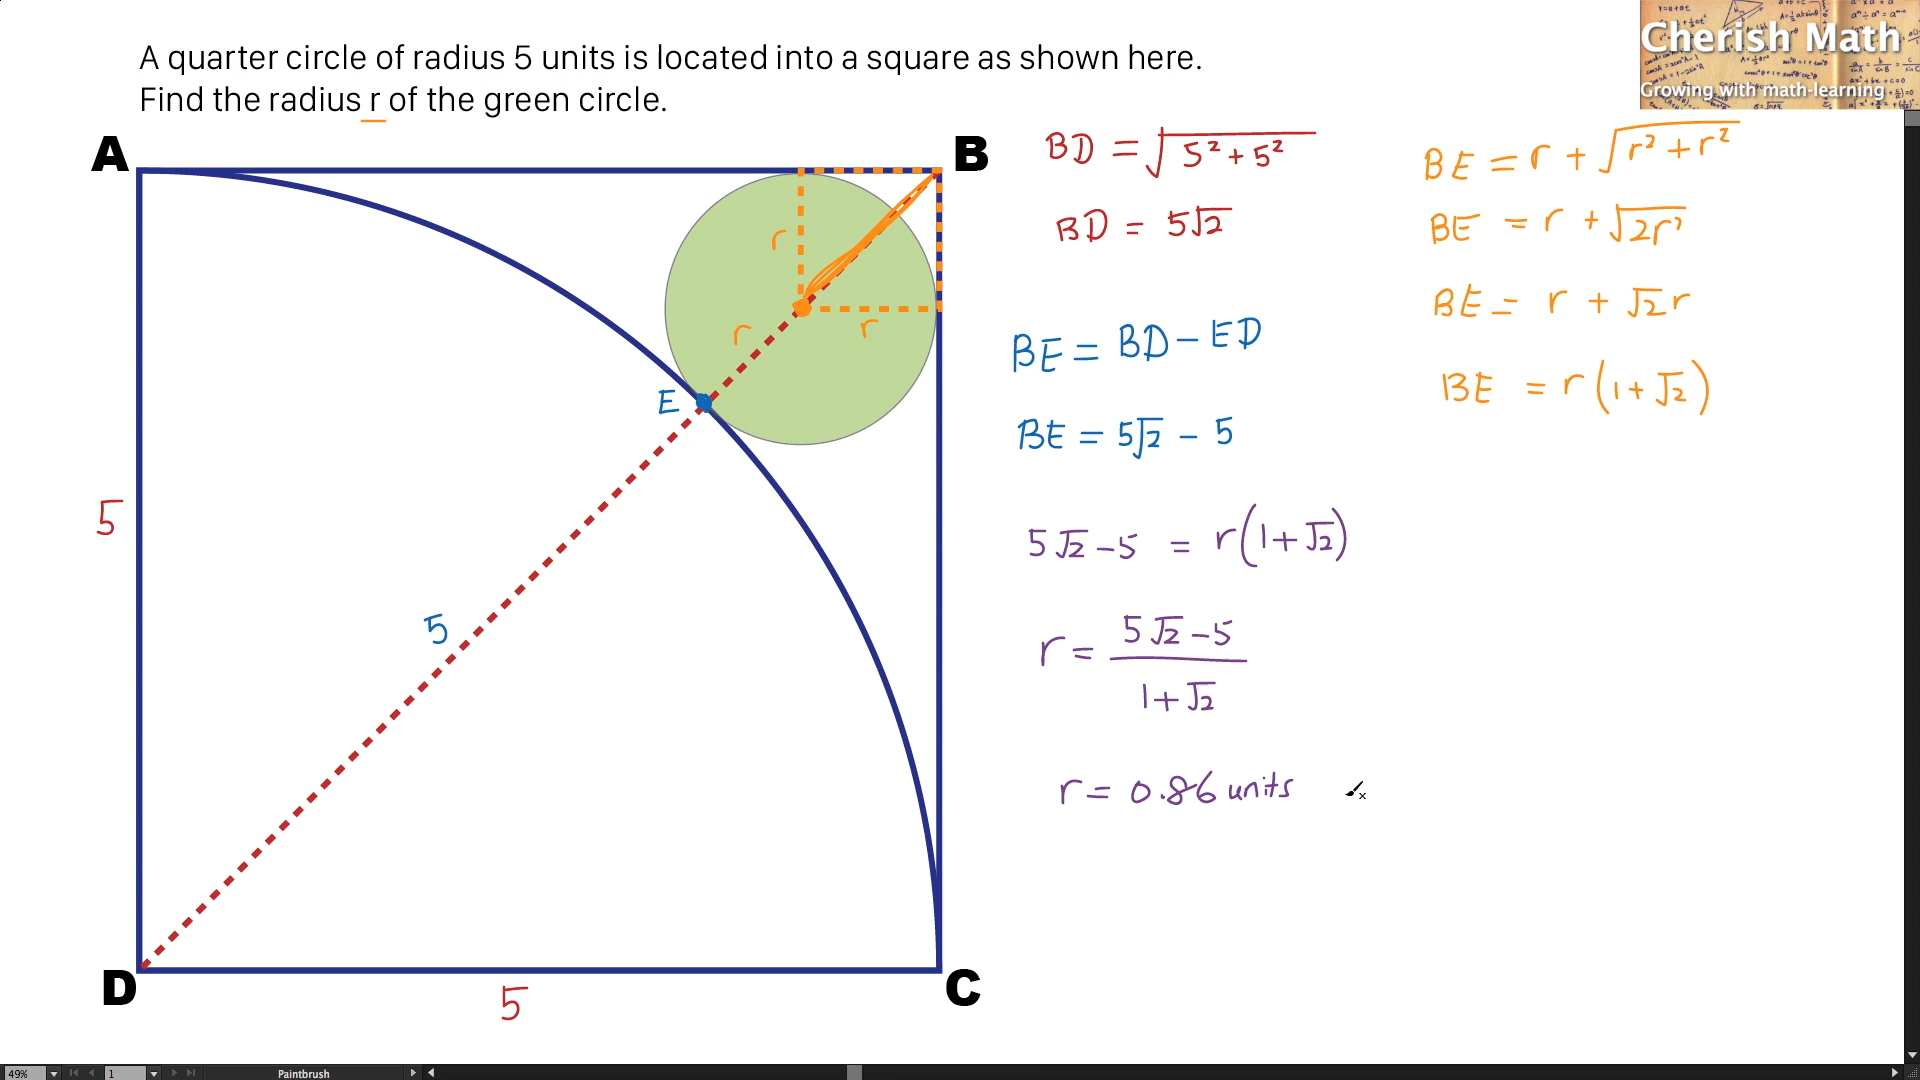 A quarter circle of radius 5 units is located into a square as shown here.
Find the radius r of the green circle.
Cherish Math
Growing with math-learning
A
B
r
r
r
E
5
5
D
C
5
BD = √5² + 5²
BD = 5√2
BE = BD – ED
BE = 5√2 – 5
5√2 – 5 = r(1+√2)
r = 5√2 – 5
1+√2
r = 0.86 units
BE = r + √r² + r²
BE = r + √2r²
BE = r + √2 r
BE = r(1+√2)
49%
1
Paintbrush